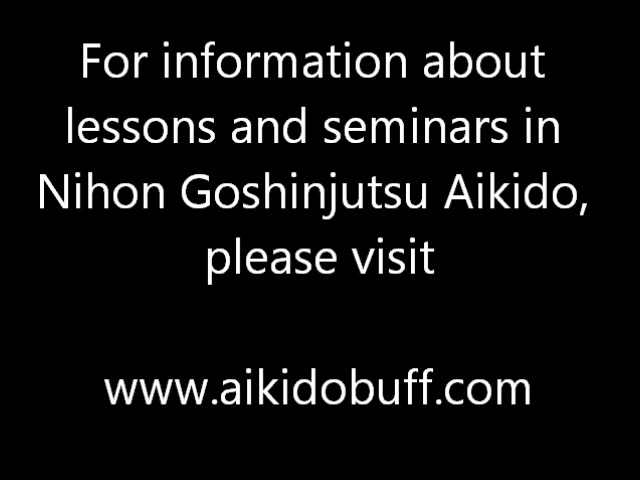 For information about
lessons and seminars in
Nihon Goshinjutsu Aikido,
please visit
www.aikidobuff.com